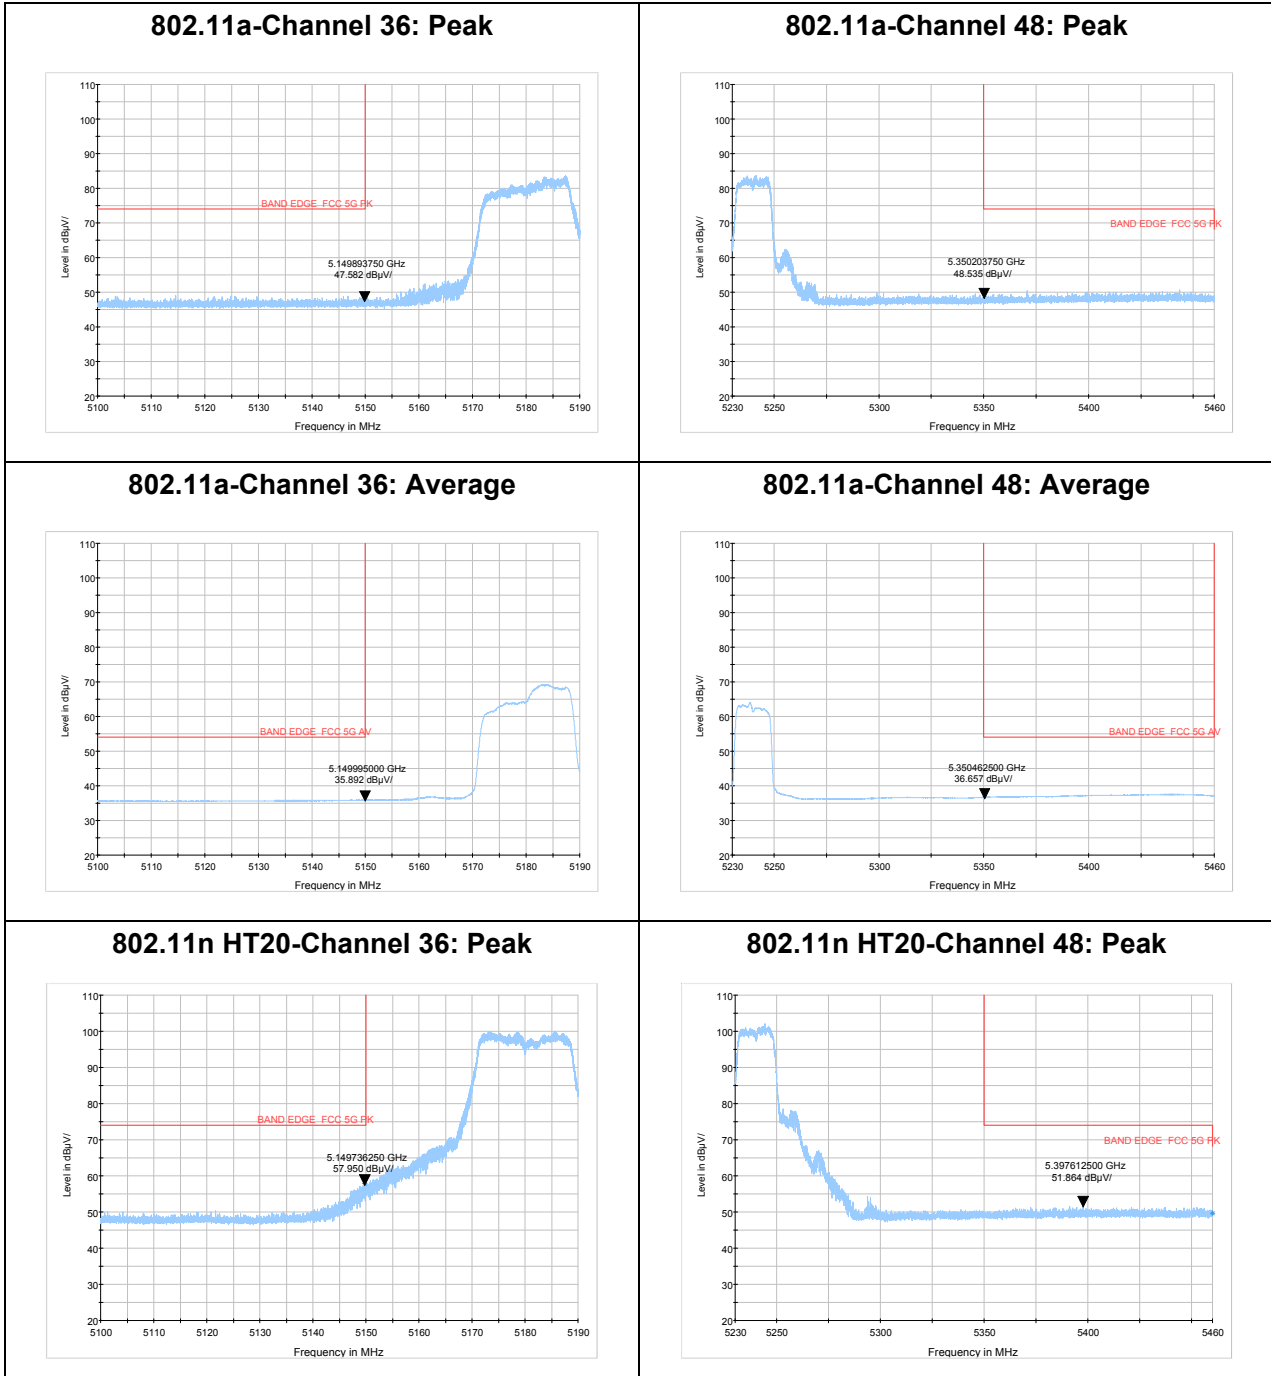 802.11a-Channel 36: Peak
110
100
90
80
70
60
50
40
30
20
Level in dBµV/
BAND EDGE FCC 5G PK
5.149893750 GHz
47.582 dBµV/
5100 5110 5120 5130 5140 5150 5160 5170 5180 5190
Frequency in MHz
802.11a-Channel 48: Peak
110
100
90
80
70
60
50
40
30
20
Level in dBµV/
BAND EDGE FCC 5G PK
5.350203750 GHz
48.535 dBµV/
5230 5250 5300 5350 5400 5460
Frequency in MHz
802.11a-Channel 36: Average
110
100
90
80
70
60
50
40
30
20
Level in dBµV/
BAND EDGE FCC 5G AV
5.149995000 GHz
35.892 dBµV/
5100 5110 5120 5130 5140 5150 5160 5170 5180 5190
Frequency in MHz
802.11a-Channel 48: Average
110
100
90
80
70
60
50
40
30
20
Level in dBµV/
BAND EDGE FCC 5G AV
5.350462500 GHz
36.657 dBµV/
5230 5250 5300 5350 5400 5460
Frequency in MHz
802.11n HT20-Channel 36: Peak
110
100
90
80
70
60
50
40
30
20
Level in dBµV/
BAND EDGE FCC 5G PK
5.149736250 GHz
57.950 dBµV/
5100 5110 5120 5130 5140 5150 5160 5170 5180 5190
Frequency in MHz
802.11n HT20-Channel 48: Peak
110
100
90
80
70
60
50
40
30
20
Level in dBµV/
BAND EDGE FCC 5G PK
5.397612500 GHz
51.864 dBµV/
5230 5250 5300 5350 5400 5460
Frequency in MHz